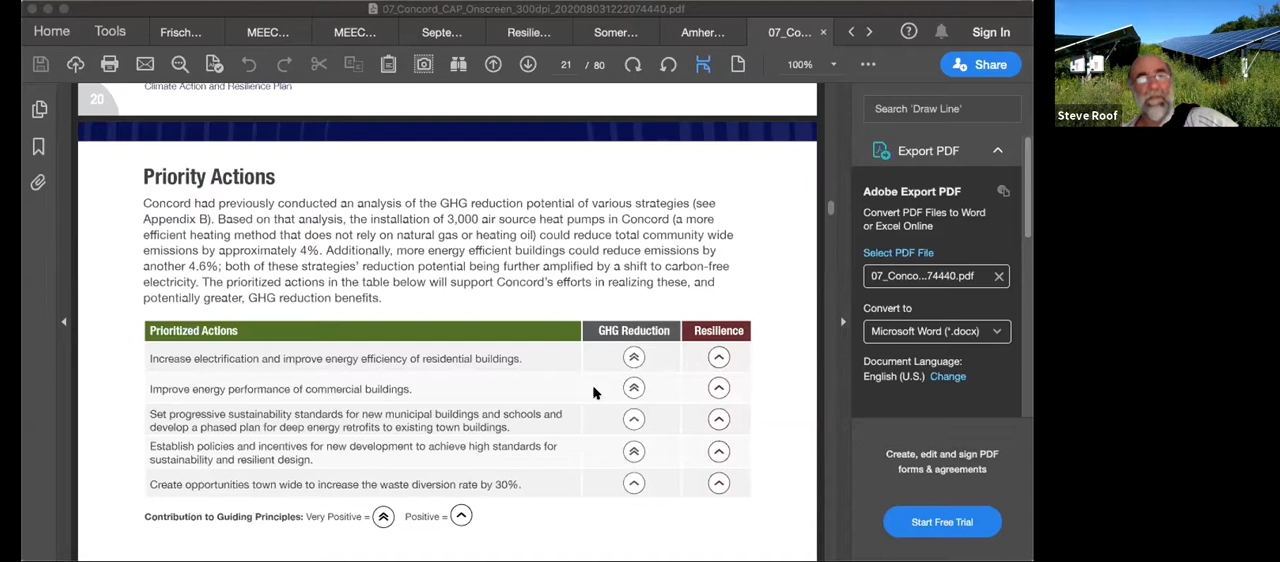 07_Concord_CAP_Onscreen_300dpi_202008031222074440.pdf
Home
Tools
Frisch...
MEEC...
MEEC...
Septe...
Resilie...
Somer...
Amher...
07_Co...
Sign In
21 / 80
100%
Share
Steve Roof
20
Climate Action and Resilience Plan
Priority Actions
Concord had previously conducted an analysis of the GHG reduction potential of various strategies (see
Appendix B). Based on that analysis, the installation of 3,000 air source heat pumps in Concord (a more
efficient heating method that does not rely on natural gas or heating oil) could reduce total community wide
emissions by approximately 4%. Additionally, more energy efficient buildings could reduce emissions by
another 4.6%; both of these strategies' reduction potential being further amplified by a shift to carbon-free
electricity. The prioritized actions in the table below will support Concord's efforts in realizing these, and
potentially greater, GHG reduction benefits.
Prioritized Actions
GHG Reduction
Resilience
Increase electrification and improve energy efficiency of residential buildings.
Improve energy performance of commercial buildings.
Set progressive sustainability standards for new municipal buildings and schools and
develop a phased plan for deep energy retrofits to existing town buildings.
Establish policies and incentives for new development to achieve high standards for
sustainability and resilient design.
Create opportunities town wide to increase the waste diversion rate by 30%.
Contribution to Guiding Principles: Very Positive =
Positive =
Search 'Draw Line'
Export PDF
Adobe Export PDF
Convert PDF Files to Word
or Excel Online
Select PDF File
07_Conco...74440.pdf
Convert to
Microsoft Word (*.docx)
Document Language:
English (U.S.) Change
Create, edit and sign PDF
forms & agreements
Start Free Trial